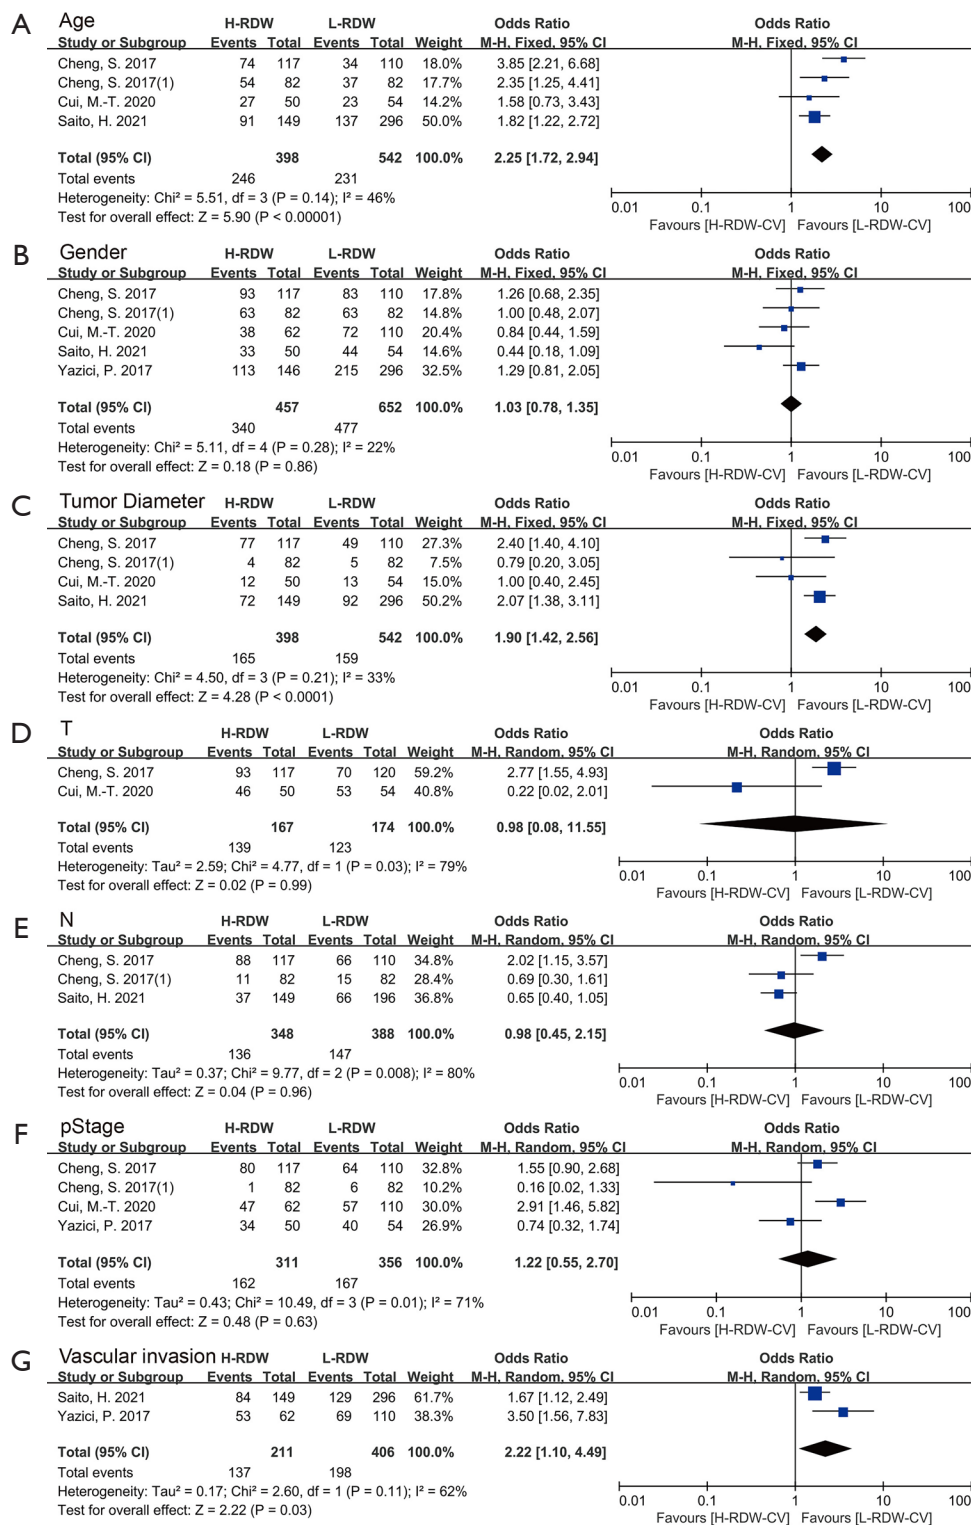 A Age H-RDW L-RDW Odds Ratio Odds Ratio
Study or Subgroup Events Total Events Total Weight M-H, Fixed, 95% CI M-H, Fixed, 95% CI
Cheng, S. 2017 74 117 34 110 18.0% 3.85 [2.21, 6.68]
Cheng, S. 2017(1) 54 82 37 82 17.7% 2.35 [1.25, 4.41]
Cui, M.-T. 2020 27 50 23 54 14.2% 1.58 [0.73, 3.43]
Saito, H. 2021 91 149 137 296 50.0% 1.82 [1.22, 2.72]
Total (95% CI) 398 542 100.0% 2.25 [1.72, 2.94]
Total events 246 231
Heterogeneity: Chi² = 5.51, df = 3 (P = 0.14); I² = 46%
Test for overall effect: Z = 5.90 (P < 0.00001)
0.01 0.1 1 10 100
Favours [H-RDW-CV] Favours [L-RDW-CV]
B Gender H-RDW L-RDW Odds Ratio Odds Ratio
Study or Subgroup Events Total Events Total Weight M-H, Fixed, 95% CI M-H, Fixed, 95% CI
Cheng, S. 2017 93 117 83 110 17.8% 1.26 [0.68, 2.35]
Cheng, S. 2017(1) 63 82 63 82 14.8% 1.00 [0.48, 2.07]
Cui, M.-T. 2020 38 62 72 110 20.4% 0.84 [0.44, 1.59]
Saito, H. 2021 33 50 44 54 14.6% 0.44 [0.18, 1.09]
Yazici, P. 2017 113 146 215 296 32.5% 1.29 [0.81, 2.05]
Total (95% CI) 457 652 100.0% 1.03 [0.78, 1.35]
Total events 340 477
Heterogeneity: Chi² = 5.11, df = 4 (P = 0.28); I² = 22%
Test for overall effect: Z = 0.18 (P = 0.86)
0.01 0.1 1 10 100
Favours [H-RDW-CV] Favours [L-RDW-CV]
C Tumor Diameter H-RDW L-RDW Odds Ratio Odds Ratio
Study or Subgroup Events Total Events Total Weight M-H, Fixed, 95% CI M-H, Fixed, 95% CI
Cheng, S. 2017 77 117 49 110 27.3% 2.40 [1.40, 4.10]
Cheng, S. 2017(1) 4 82 5 82 7.5% 0.79 [0.20, 3.05]
Cui, M.-T. 2020 12 50 13 54 15.0% 1.00 [0.40, 2.45]
Saito, H. 2021 72 149 92 296 50.2% 2.07 [1.38, 3.11]
Total (95% CI) 398 542 100.0% 1.90 [1.42, 2.56]
Total events 165 159
Heterogeneity: Chi² = 4.50, df = 3 (P = 0.21); I² = 33%
Test for overall effect: Z = 4.28 (P < 0.0001)
0.01 0.1 1 10 100
Favours [H-RDW-CV] Favours [L-RDW-CV]
D T H-RDW L-RDW Odds Ratio Odds Ratio
Study or Subgroup Events Total Events Total Weight M-H, Random, 95% CI M-H, Random, 95% CI
Cheng, S. 2017 93 117 70 120 59.2% 2.77 [1.55, 4.93]
Cui, M.-T. 2020 46 50 53 54 40.8% 0.22 [0.02, 2.01]
Total (95% CI) 167 174 100.0% 0.98 [0.08, 11.55]
Total events 139 123
Heterogeneity: Tau² = 2.59; Chi² = 4.77, df = 1 (P = 0.03); I² = 79%
Test for overall effect: Z = 0.02 (P = 0.99)
0.01 0.1 1 10 100
Favours [H-RDW-CV] Favours [L-RDW-CV]
E N H-RDW L-RDW Odds Ratio Odds Ratio
Study or Subgroup Events Total Events Total Weight M-H, Random, 95% CI M-H, Random, 95% CI
Cheng, S. 2017 88 117 66 110 34.8% 2.02 [1.15, 3.57]
Cheng, S. 2017(1) 11 82 15 82 28.4% 0.69 [0.30, 1.61]
Saito, H. 2021 37 149 66 196 36.8% 0.65 [0.40, 1.05]
Total (95% CI) 348 388 100.0% 0.98 [0.45, 2.15]
Total events 136 147
Heterogeneity: Tau² = 0.37; Chi² = 9.77, df = 2 (P = 0.008); I² = 80%
Test for overall effect: Z = 0.04 (P = 0.96)
0.01 0.1 1 10 100
Favours [H-RDW-CV] Favours [L-RDW-CV]
F pStage H-RDW L-RDW Odds Ratio Odds Ratio
Study or Subgroup Events Total Events Total Weight M-H, Random, 95% CI M-H, Random, 95% CI
Cheng, S. 2017 80 117 64 110 32.8% 1.55 [0.90, 2.68]
Cheng, S. 2017(1) 1 82 6 82 10.2% 0.16 [0.02, 1.33]
Cui, M.-T. 2020 47 62 57 110 30.0% 2.91 [1.46, 5.82]
Yazici, P. 2017 34 50 40 54 26.9% 0.74 [0.32, 1.74]
Total (95% CI) 311 356 100.0% 1.22 [0.55, 2.70]
Total events 162 167
Heterogeneity: Tau² = 0.43; Chi² = 10.49, df = 3 (P = 0.01); I² = 71%
Test for overall effect: Z = 0.48 (P = 0.63)
0.01 0.1 1 10 100
Favours [H-RDW-CV] Favours [L-RDW-CV]
G Vascular invasion H-RDW L-RDW Odds Ratio Odds Ratio
Study or Subgroup Events Total Events Total Weight M-H, Random, 95% CI M-H, Random, 95% CI
Saito, H. 2021 84 149 129 296 61.7% 1.67 [1.12, 2.49]
Yazici, P. 2017 53 62 69 110 38.3% 3.50 [1.56, 7.83]
Total (95% CI) 211 406 100.0% 2.22 [1.10, 4.49]
Total events 137 198
Heterogeneity: Tau² = 0.17; Chi² = 2.60, df = 1 (P = 0.11); I² = 62%
Test for overall effect: Z = 2.22 (P = 0.03)
0.01 0.1 1 10 100
Favours [H-RDW-CV] Favours [L-RDW-CV]